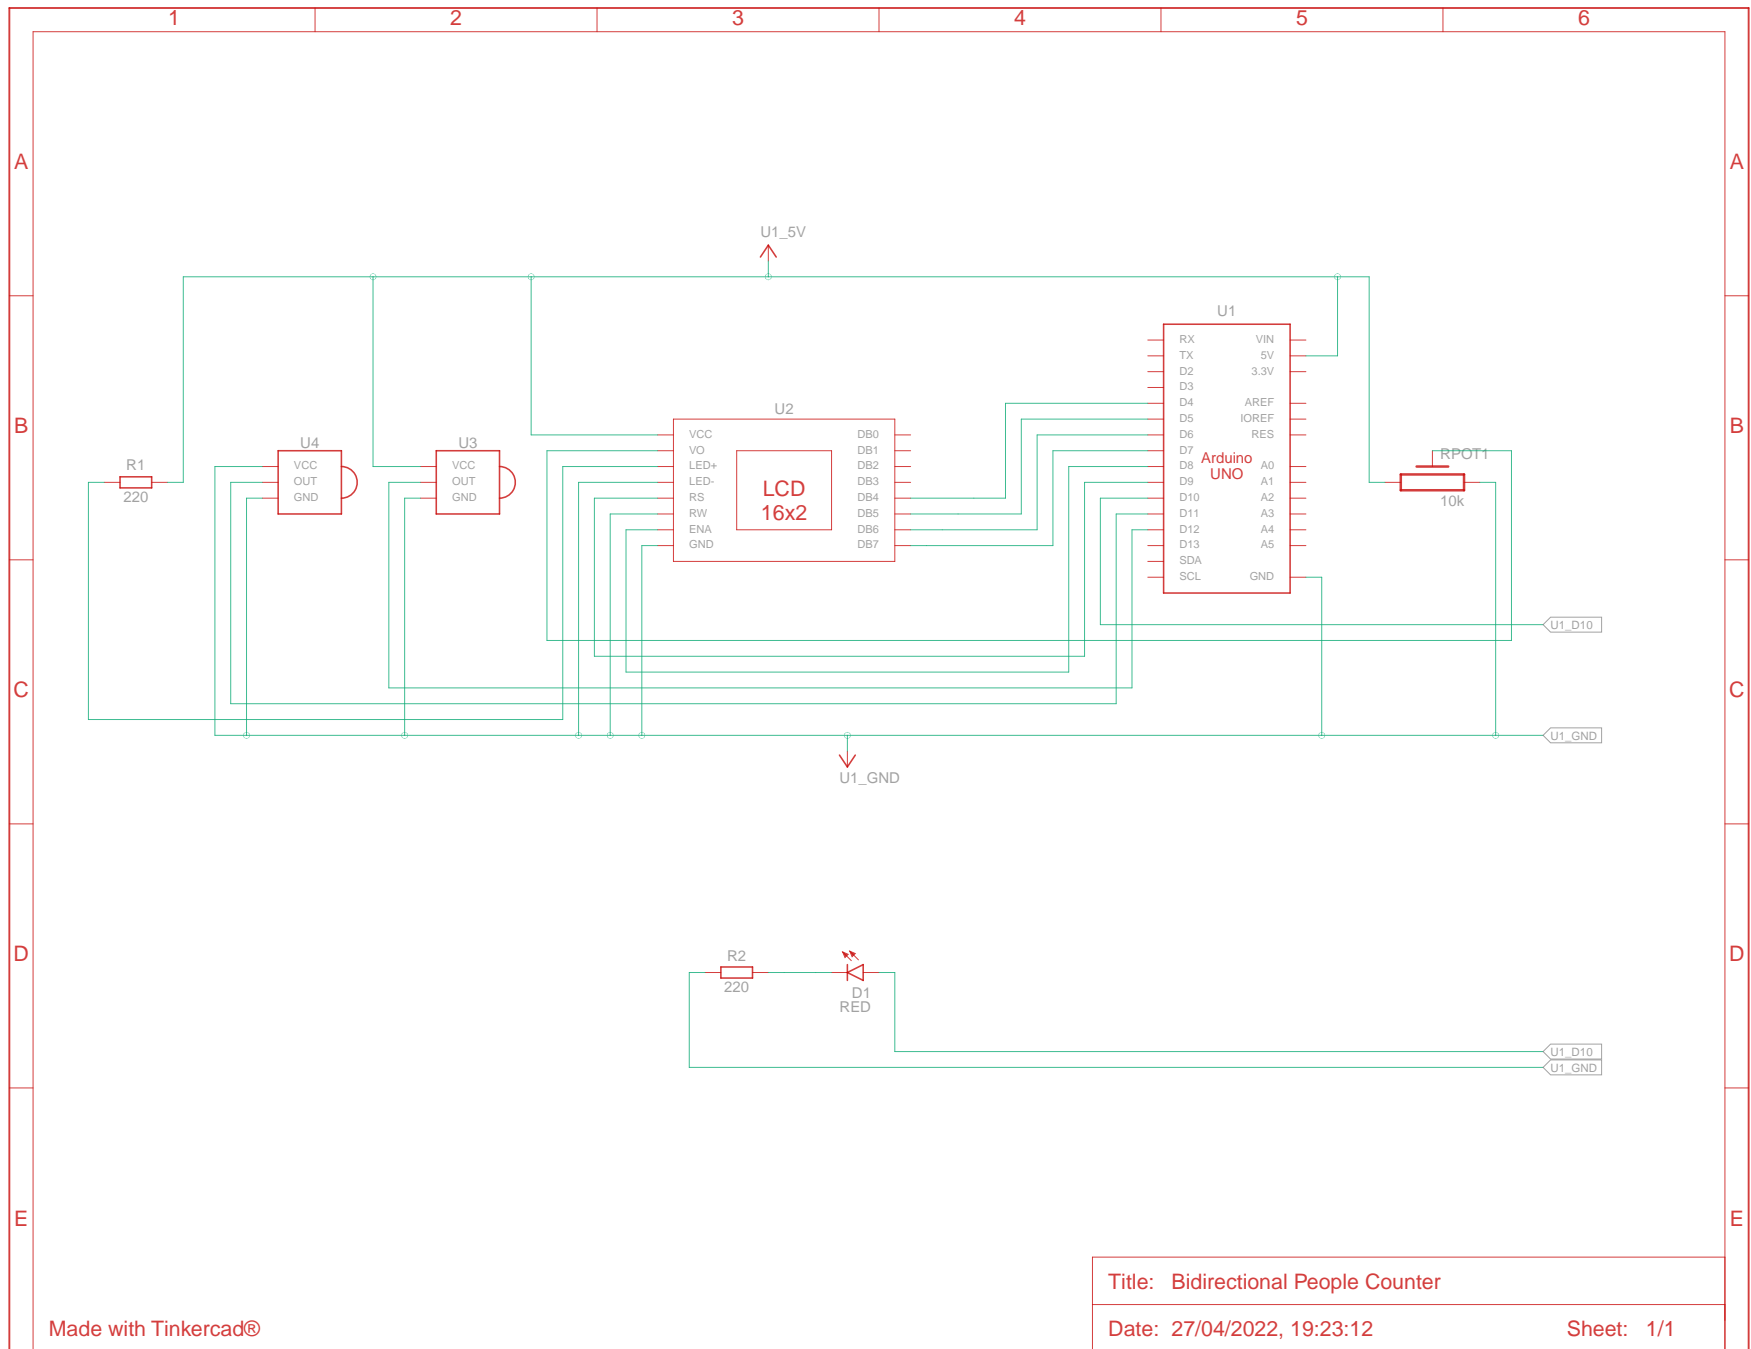 1 2 3 4 5 6
A A
U1_5V
U1
RX VIN
TX 5V
D2 3.3V
D3
D4 AREF
D5 IOREF
D6 RES
D7
D8 A0
D9 A1
D10 A2
D11 A3
D12 A4
D13 A5
SDA
SCL GND
Arduino
UNO
B B
U2
VCC DB0
VO DB1
LED+ DB2
LED- DB3
RS DB4
RW DB5
ENA DB6
GND DB7
LCD
16x2
U4
VCC
OUT
GND
U3
VCC
OUT
GND
R1
220
RPOT1
10k
U1_D10
C C
U1_GND
U1_GND
D D
R2
220
D1
RED
U1_D10
U1_GND
E E
Title: Bidirectional People Counter
Made with Tinkercad®
Date: 27/04/2022, 19:23:12 Sheet: 1/1